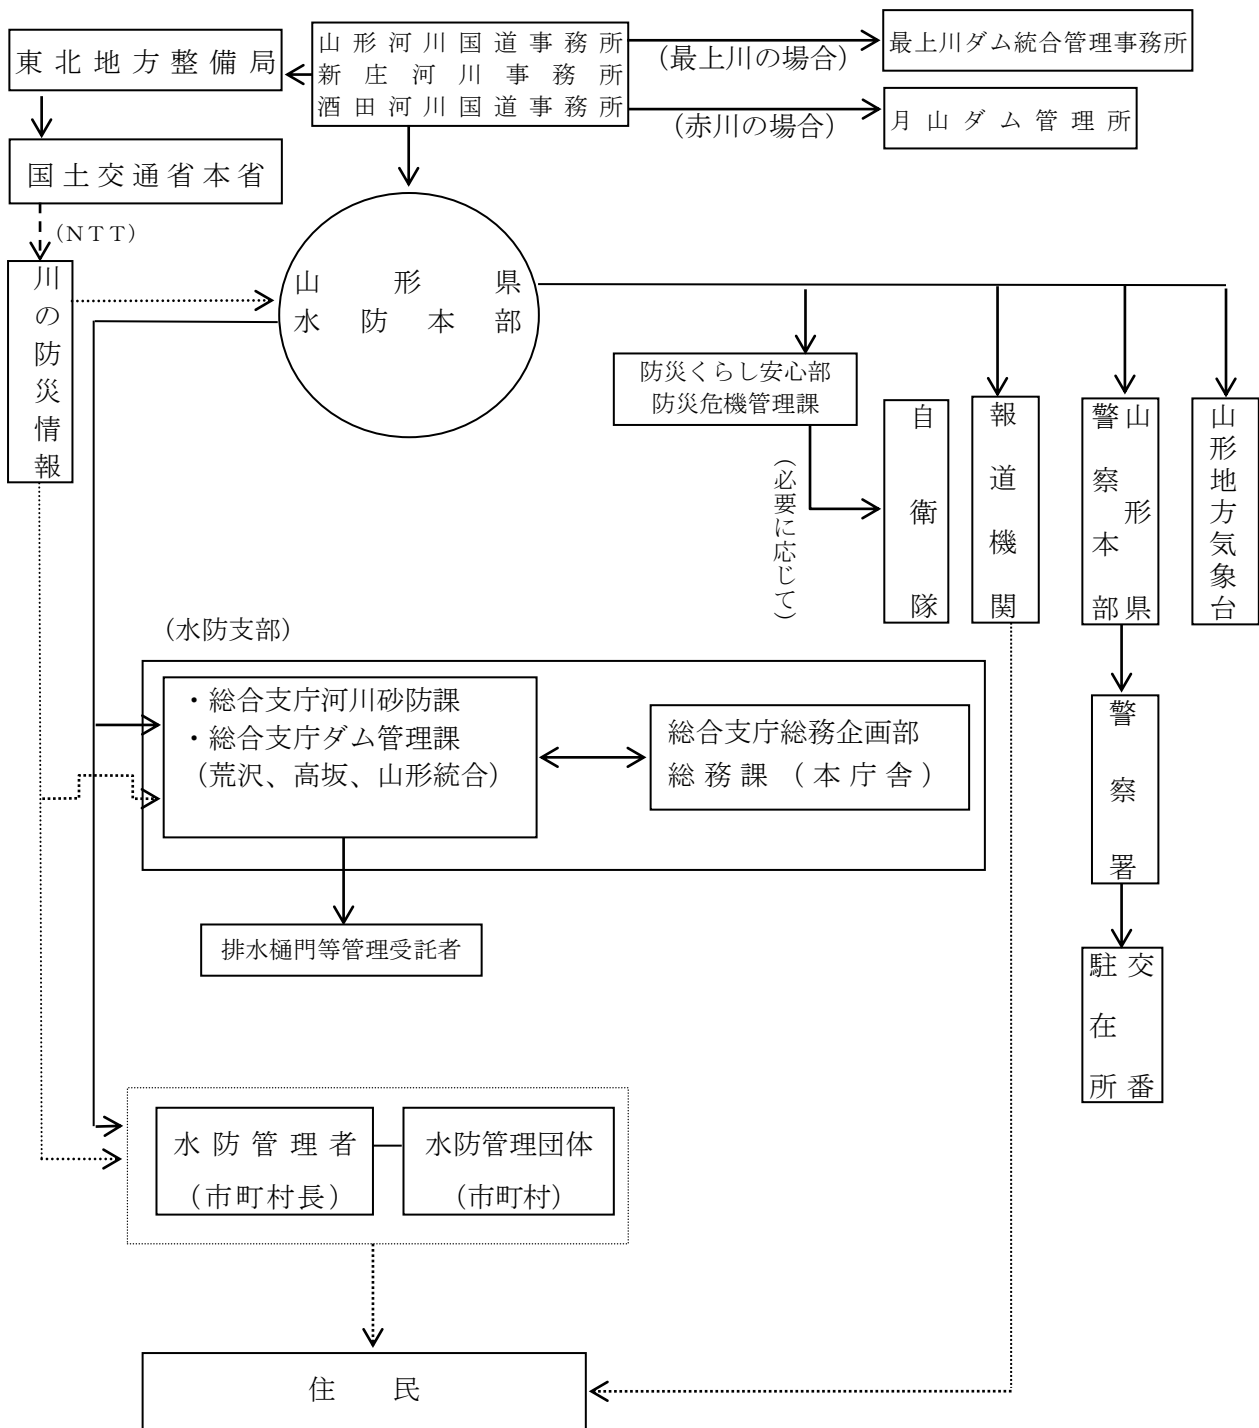 山形河川国道事務所
新庄河川事務所
酒田河川国道事務所
(最上川の場合)
最上川ダム統合管理事務所
(赤川の場合)
月山ダム管理所
東北地方整備局
国土交通省本省
(NTT)
川の防災情報
山形県
水防本部
防災くらし安心部
防災危機管理課
(必要に応じて)
自衛隊
報道機関
山形県
警察本部
山形地方気象台
警察署
交番
駐在所
(水防支部)
・総合支庁河川砂防課
・総合支庁ダム管理課
(荒沢、高坂、山形統合)
総合支庁総務企画部
総務課(本庁舎)
排水樋門等管理受託者
水防管理者
(市町村長)
水防管理団体
(市町村)
住民